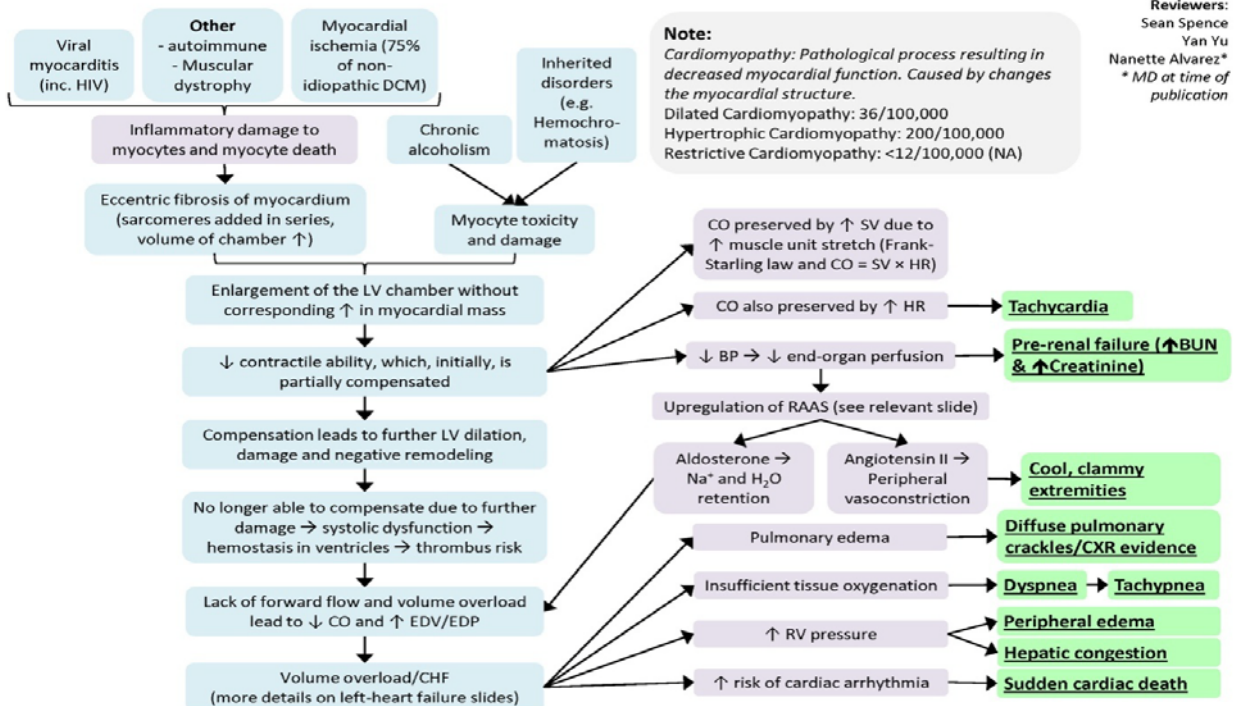 Reviewers:
Sean Spence
Yan Yu
Nanette Alvarez*
* MD at time of
publication
Viral
myocarditis
(inc. HIV)
Other
- autoimmune
- Muscular
dystrophy
Myocardial
ischemia (75%
of non-
idiopathic DCM)
Inherited
disorders
(e.g.
Hemochro-
matosis)
Note:
Cardiomyopathy: Pathological process resulting in
decreased myocardial function. Caused by changes
the myocardial structure.
Dilated Cardiomyopathy: 36/100,000
Hypertrophic Cardiomyopathy: 200/100,000
Restrictive Cardiomyopathy: <12/100,000 (NA)
Inflammatory damage to
myocytes and myocyte death
Chronic
alcoholism
Eccentric fibrosis of myocardium
(sarcomeres added in series,
volume of chamber ↑)
Myocyte toxicity
and damage
CO preserved by ↑ SV due to
↑ muscle unit stretch (Frank-
Starling law and CO = SV × HR)
Enlargement of the LV chamber without
corresponding ↑ in myocardial mass
CO also preserved by ↑ HR
Tachycardia
↓ contractile ability, which, initially, is
partially compensated
↓ BP → ↓ end-organ perfusion
Pre-renal failure (↑BUN
& ↑Creatinine)
Upregulation of RAAS (see relevant slide)
Compensation leads to further LV dilation,
damage and negative remodeling
Aldosterone →
Na⁺ and H₂O
retention
Angiotensin II →
Peripheral
vasoconstriction
Cool, clammy
extremities
No longer able to compensate due to further
damage → systolic dysfunction →
hemostasis in ventricles → thrombus risk
Pulmonary edema
Diffuse pulmonary
crackles/CXR evidence
Insufficient tissue oxygenation
Dyspnea
Tachypnea
Lack of forward flow and volume overload
lead to ↓ CO and ↑ EDV/EDP
↑ RV pressure
Peripheral edema
Hepatic congestion
Volume overload/CHF
(more details on left-heart failure slides)
↑ risk of cardiac arrhythmia
Sudden cardiac death